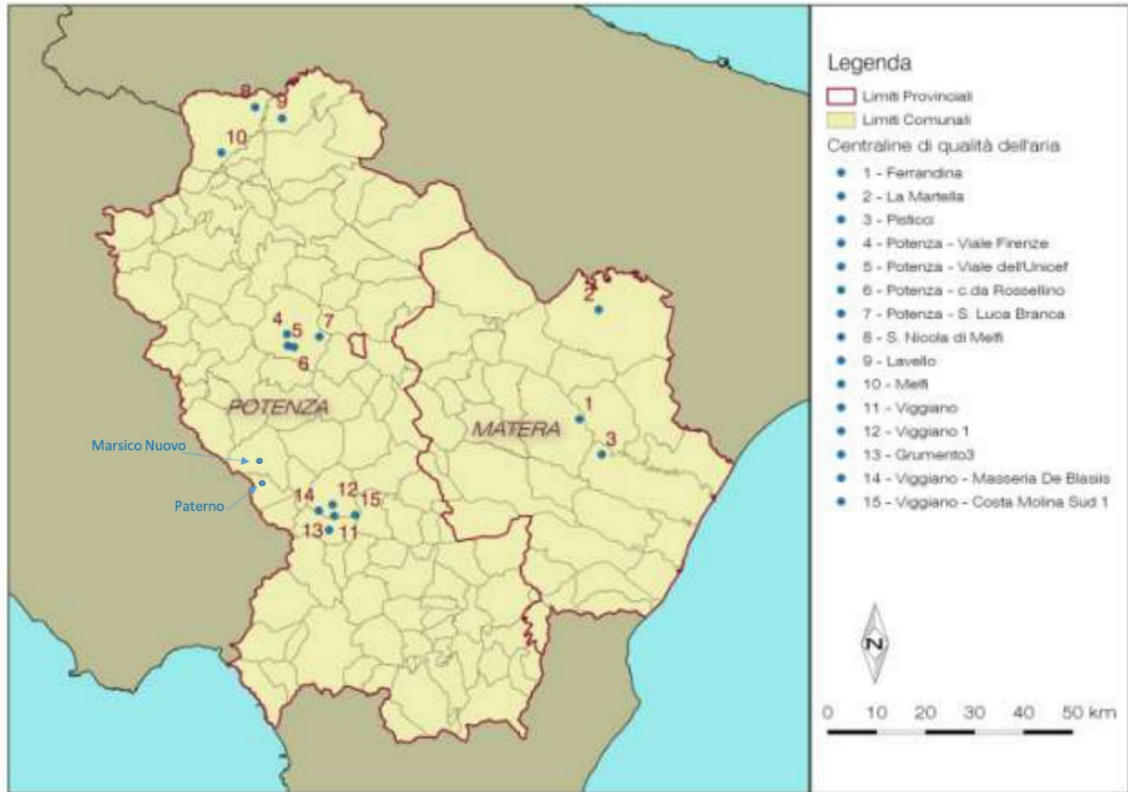 8
9
10
2
4
5
7
6
POTENZA
1
MATERA
3
Marsico Nuovo
Paterno
14
12
15
13
11
Legenda
Limiti Provinciali
Limiti Comunali
Centraline di qualità dell'aria
1 - Ferrandina
2 - La Martella
3 - Pisticci
4 - Potenza - Viale Firenze
5 - Potenza - Viale dell'Unicef
6 - Potenza - c.da Rossellino
7 - Potenza - S. Luca Branca
8 - S. Nicola di Melfi
9 - Lavello
10 - Melfi
11 - Viggiano
12 - Viggiano 1
13 - Grumento3
14 - Viggiano - Masseria De Blasiis
15 - Viggiano - Costa Molina Sud 1
N
0 10 20 30 40 50 km